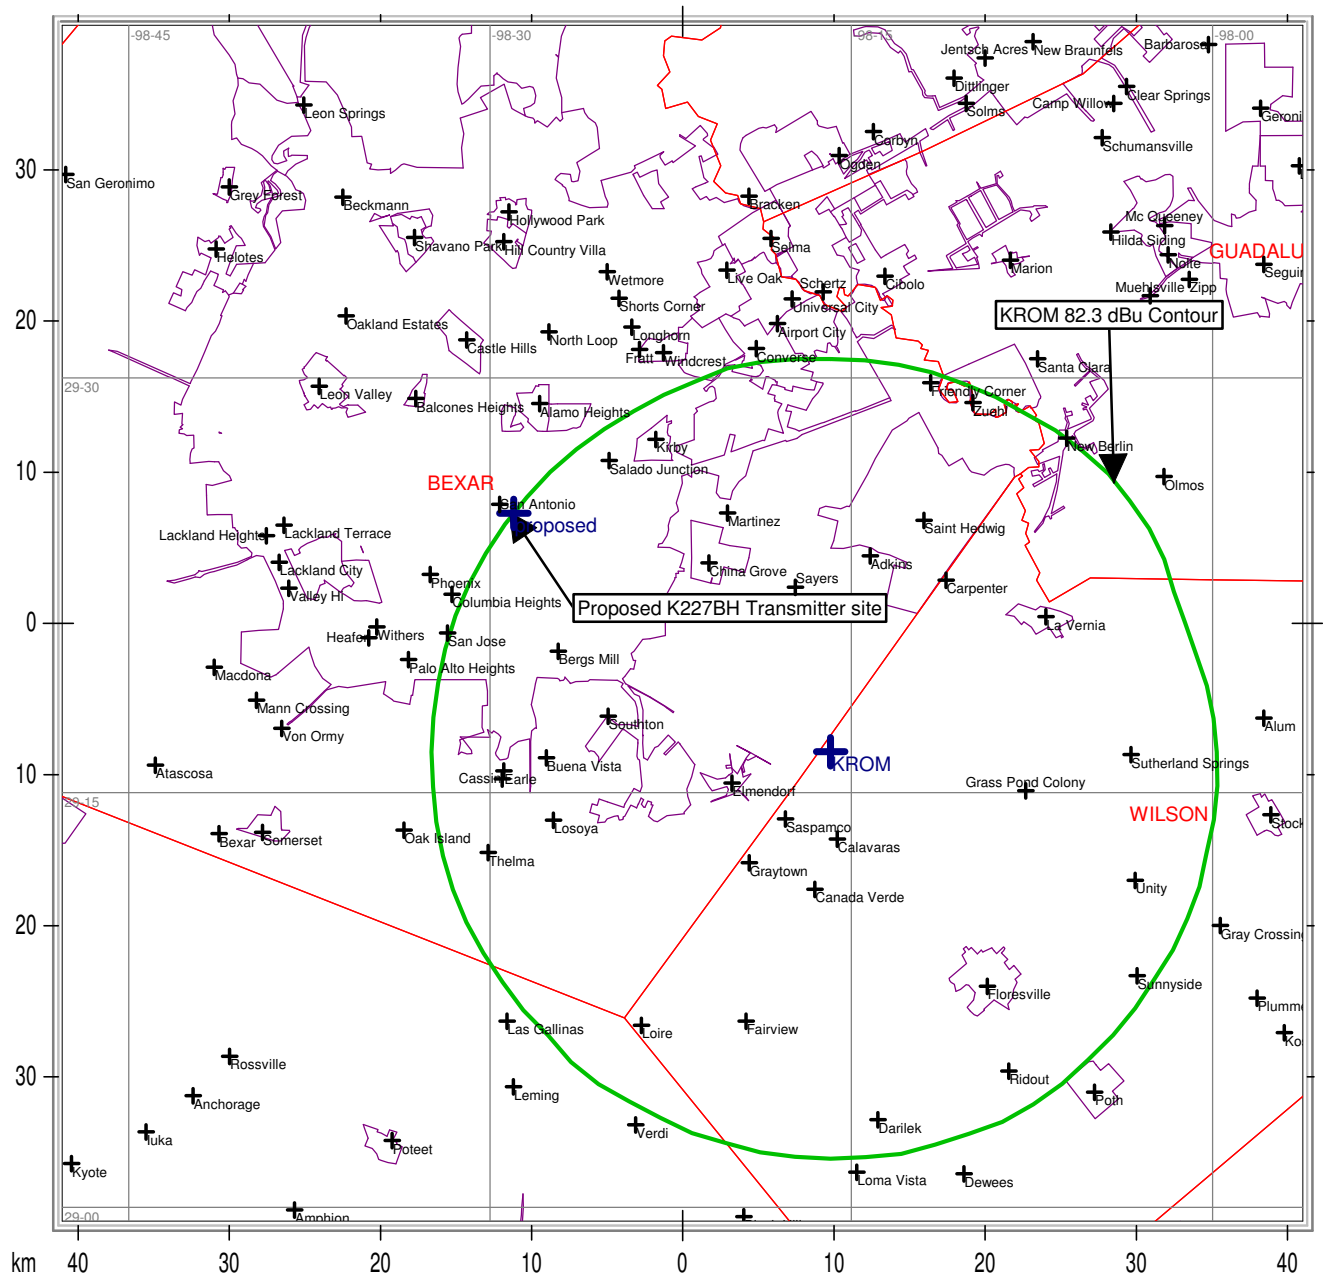 -98-45
-98-30
-98-15
-98-00
Jentsch Acres
New Braunfels
Barbarosa
Dittlinger
Clear Springs
Camp Willow
Solms
Leon Springs
Geroni
Corbyn
Schumansville
Ogden
30
San Geronimo
Grey Forest
Beckmann
Bracken
Hollywood Park
Mc Queeney
Shavano Park
Hill Country Villa
Selma
Hilda Siding
GUADALU
Helotes
Nolte
Marion
Seguin
Wetmore
Live Oak
Schertz
Cibolo
Muehlsville
Zipp
Shorts Corner
Universal City
KROM 82.3 dBu Contour
20
Oakland Estates
North Loop
Longhorn
Airport City
Castle Hills
Fratt
Windcrest
Converse
Santa Clara
29-30
Leon Valley
Balcones Heights
Alamo Heights
Friendly Corner
Zuehl
Kirby
New Berlin
10
Salado Junction
BEXAR
Olmos
San Antonio
Proposed
Martinez
Saint Hedwig
Lackland Heights
Lackland Terrace
Lackland City
China Grove
Adkins
Phoenix
Sayers
Valley Hi
Columbia Heights
Carpenter
Proposed K227BH Transmitter site
0
La Vernia
Heafer
Withers
San Jose
Macdona
Palo Alto Heights
Bergs Mill
Mann Crossing
Southton
Alum
Von Ormy
Atascosa
Cassin
Earle
Buena Vista
KROM
Sutherland Springs
10
Elmendorf
Grass Pond Colony
29-15
WILSON
Bexar
Somerset
Oak Island
Losoya
Saspamco
Stock
Calavaras
Thelma
Graytown
Canada Verde
Unity
20
Gray Crossing
Floresville
Sunnyside
Plumm
Las Gallinas
Loire
Fairview
Kos
Rossville
30
Ridout
Anchorage
Leming
Poth
Iuka
Verdi
Darilek
Poteet
Kyote
Loma Vista
Dewees
29-00
Amphion
km
40
30
20
10
0
10
20
30
40